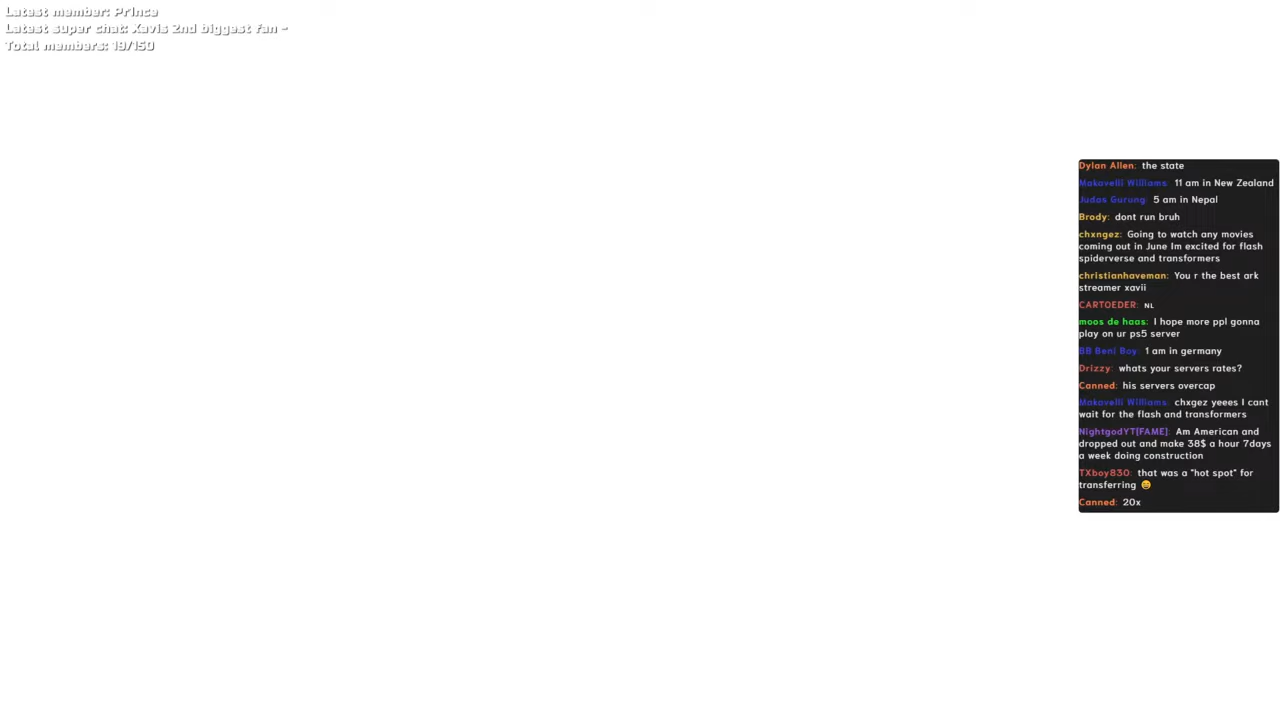 Latest member: Pr1nce
Latest super chat: Xavis 2nd biggest fan -
Total members: 19/150
Dylan Allen: the state
Makavelli Williams: 11 am in New Zealand
Judas Gurong: 5 am in Nepal
Brody: dont run bruh
chxngez: Going to watch any movies
coming out in June Im excited for flash
spiderverse and transformers
christianhaveman: You r the best ark
streamer xavii
CARTOEDER: NL
moos de haas: I hope more ppl gonna
play on ur ps5 server
BB Beni Boy: 1 am in germany
Drizzy: whats your servers rates?
Canned: his servers overcap
Makavelli Williams: chxgez yeees I cant
wait for the flash and transformers
NightgodYT[FAME]: Am American and
dropped out and make 38$ a hour 7days
a week doing construction
TXboy830: that was a "hot spot" for
transferring 😆
Canned: 20x